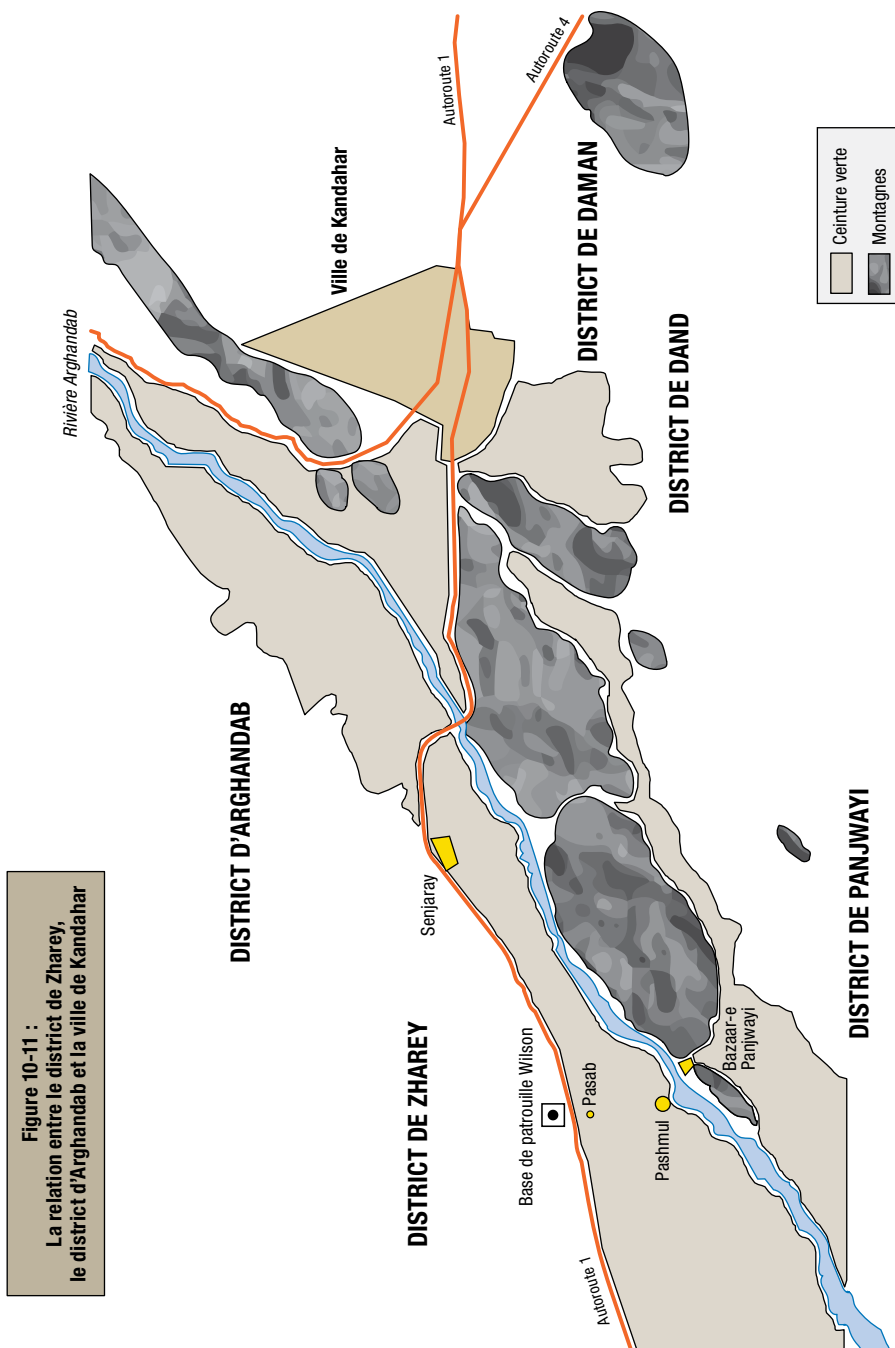 Figure 10-11 :
La relation entre le district de Zharey,
le district d'Arghandab et la ville de Kandahar
Rivière Arghandab
Autoroute 1
Autoroute 4
Ville de Kandahar
DISTRICT D'ARGHANDAB
DISTRICT DE DAMAN
DISTRICT DE DAND
Senjaray
DISTRICT DE ZHAREY
Base de patrouille Wilson
Pasab
Pashmul
Bazaar-e
Panjwayi
DISTRICT DE PANJWAYI
Autoroute 1
Ceinture verte
Montagnes